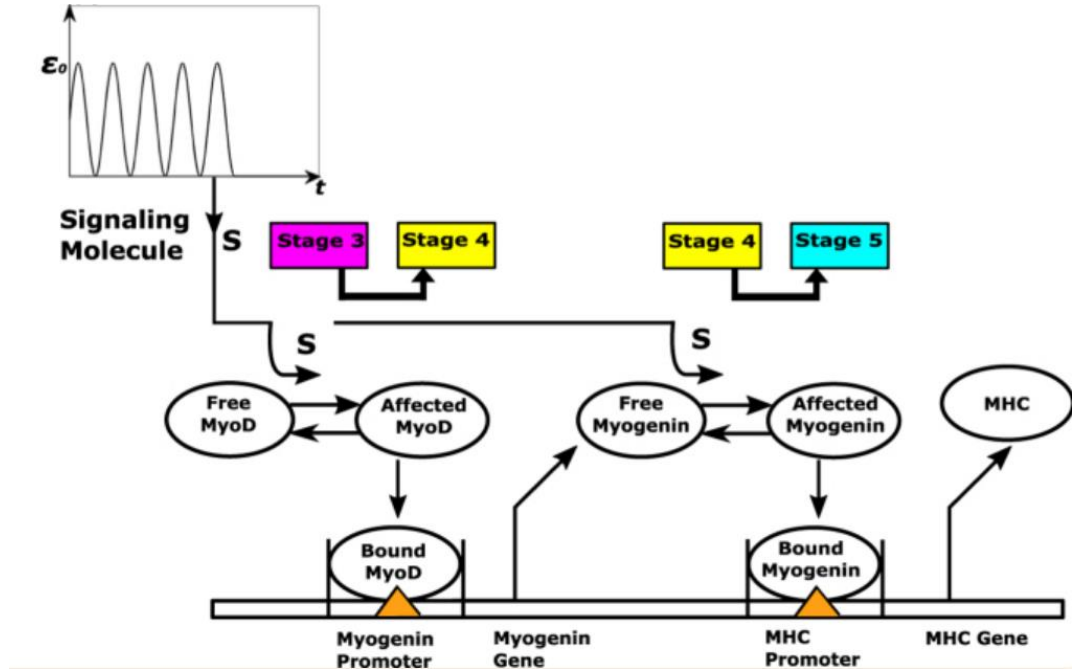 ε₀
t
Signaling
Molecule
S
Stage 3
Stage 4
Stage 4
Stage 5
S
S
Free
MyoD
Affected
MyoD
Free
Myogenin
Affected
Myogenin
MHC
Bound
MyoD
Bound
Myogenin
Myogenin
Promoter
Myogenin
Gene
MHC
Promoter
MHC Gene